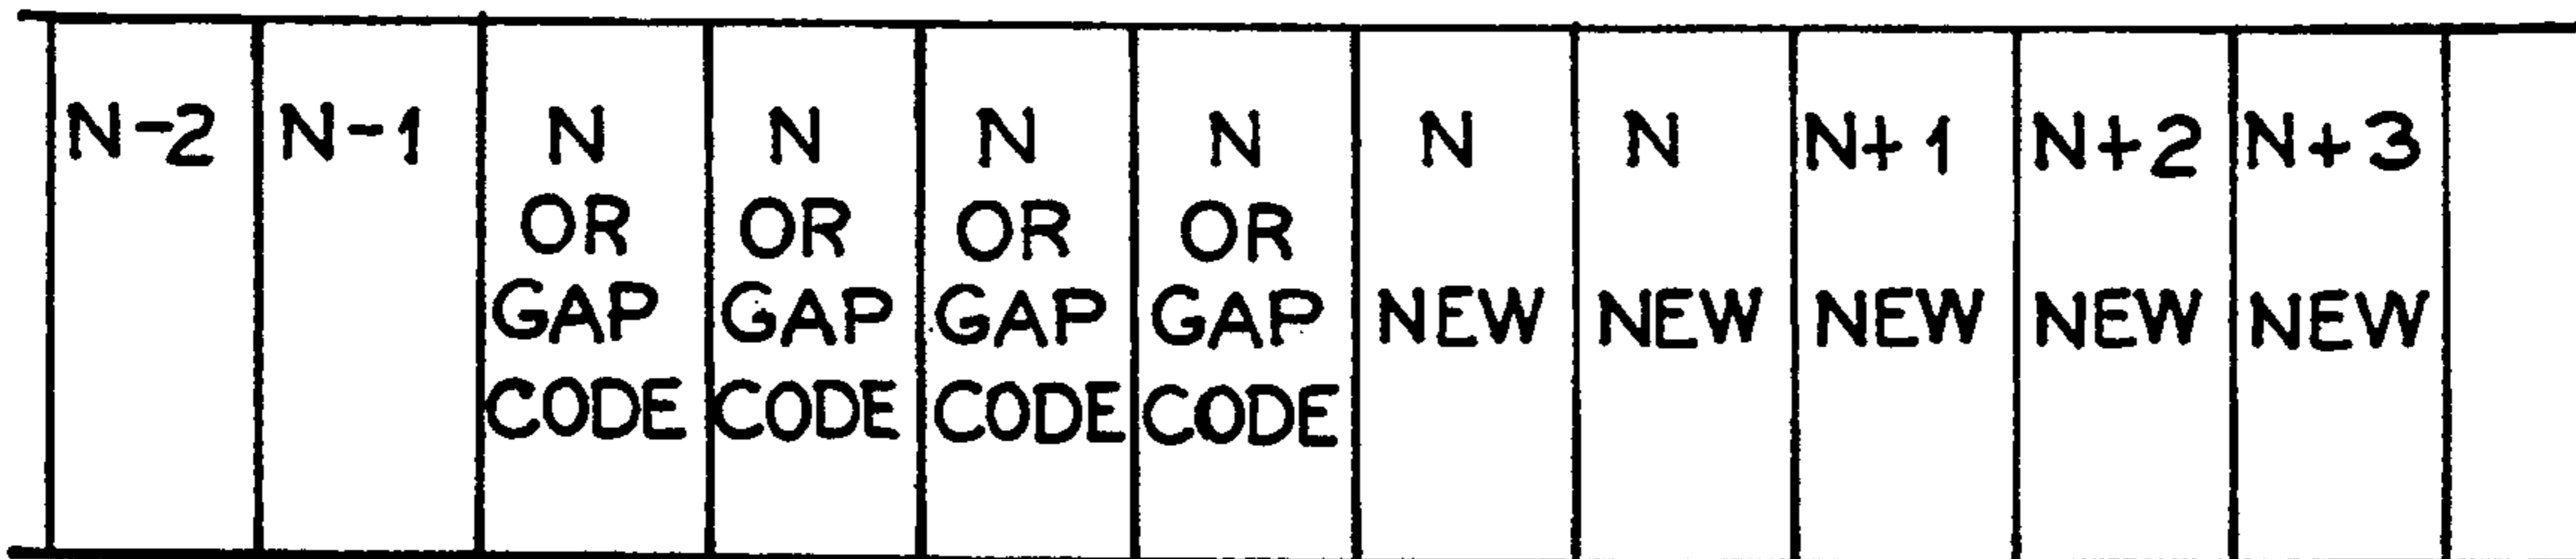 N-2 N-1 N N N N N N N+1 N+2 N+3
OR OR OR OR
GAP GAP GAP GAP NEW NEW NEW NEW NEW
CODE CODE CODE CODE